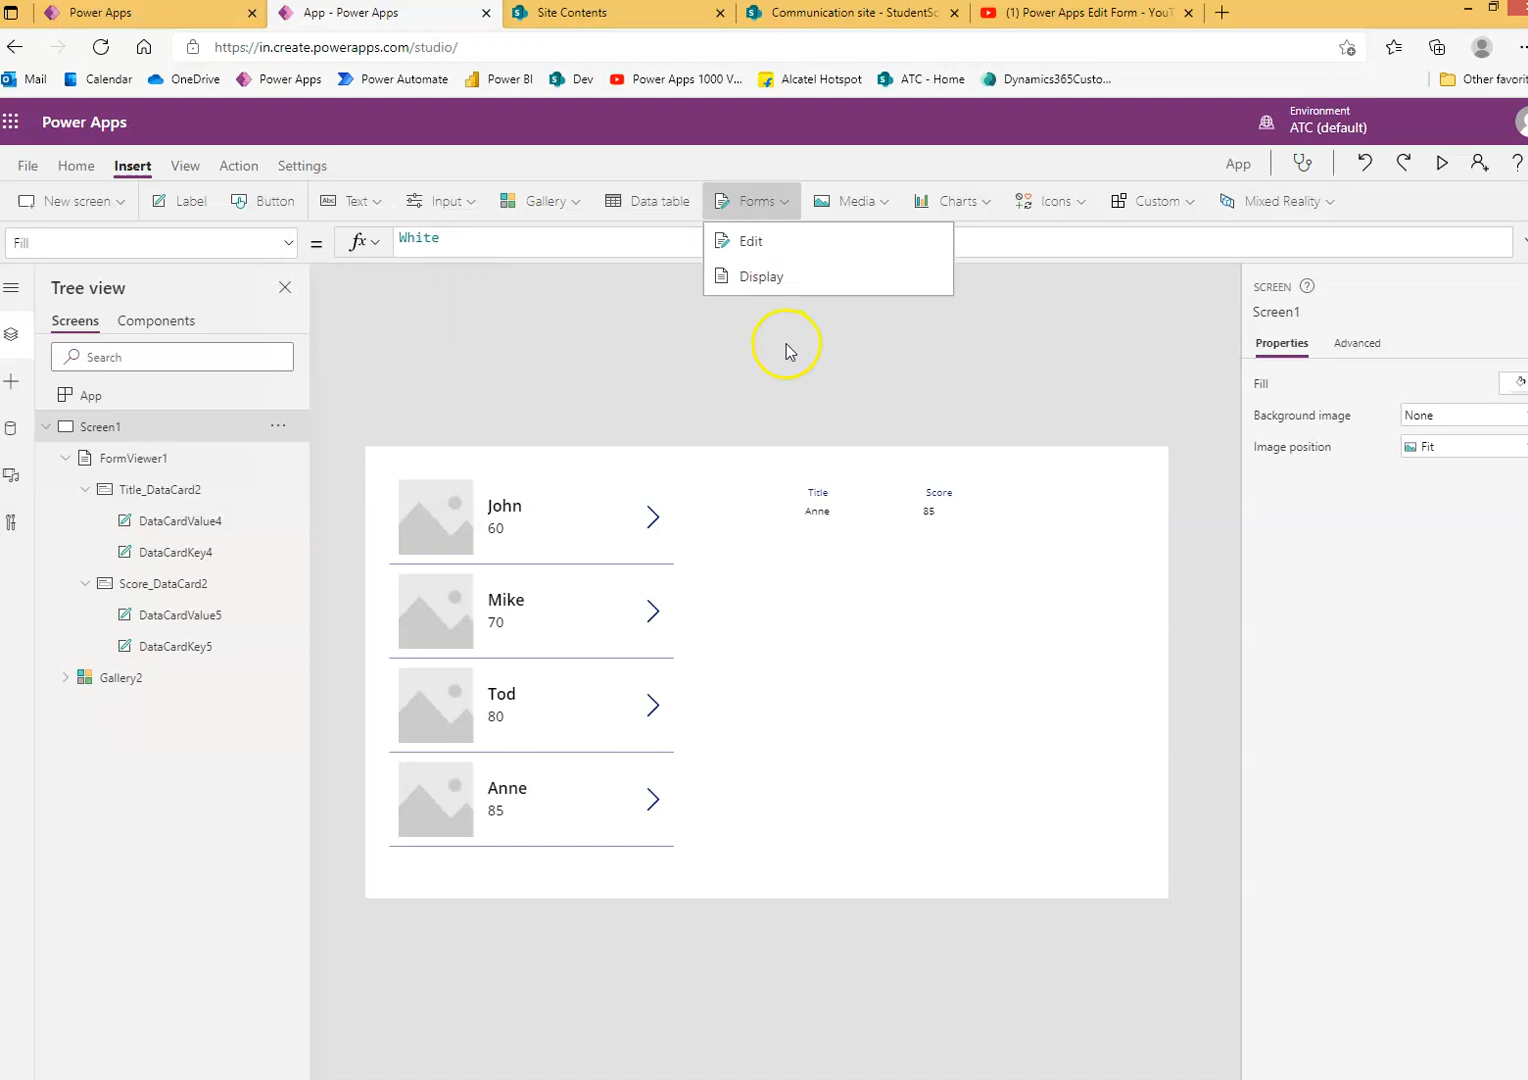 Power Apps
App - Power Apps
Site Contents
Communication site - StudentSc
(1) Power Apps Edit Form - YouT
https://in.create.powerapps.com/studio/
Mail
Calendar
OneDrive
Power Apps
Power Automate
Power BI
Dev
Power Apps 1000 V...
Alcatel Hotspot
ATC - Home
Dynamics365Custo...
Other favorit
Power Apps
Environment
ATC (default)
File
Home
Insert
View
Action
Settings
App
New screen
Label
Button
Text
Input
Gallery
Data table
Forms
Media
Charts
Icons
Custom
Mixed Reality
Fill
=
fx
White
Edit
Display
Tree view
Screens
Components
Search
App
Screen1
FormViewer1
Title_DataCard2
DataCardValue4
DataCardKey4
Score_DataCard2
DataCardValue5
DataCardKey5
Gallery2
John
60
Mike
70
Tod
80
Anne
85
Title
Score
Anne
85
SCREEN
Screen1
Properties
Advanced
Fill
Background image
None
Image position
Fit